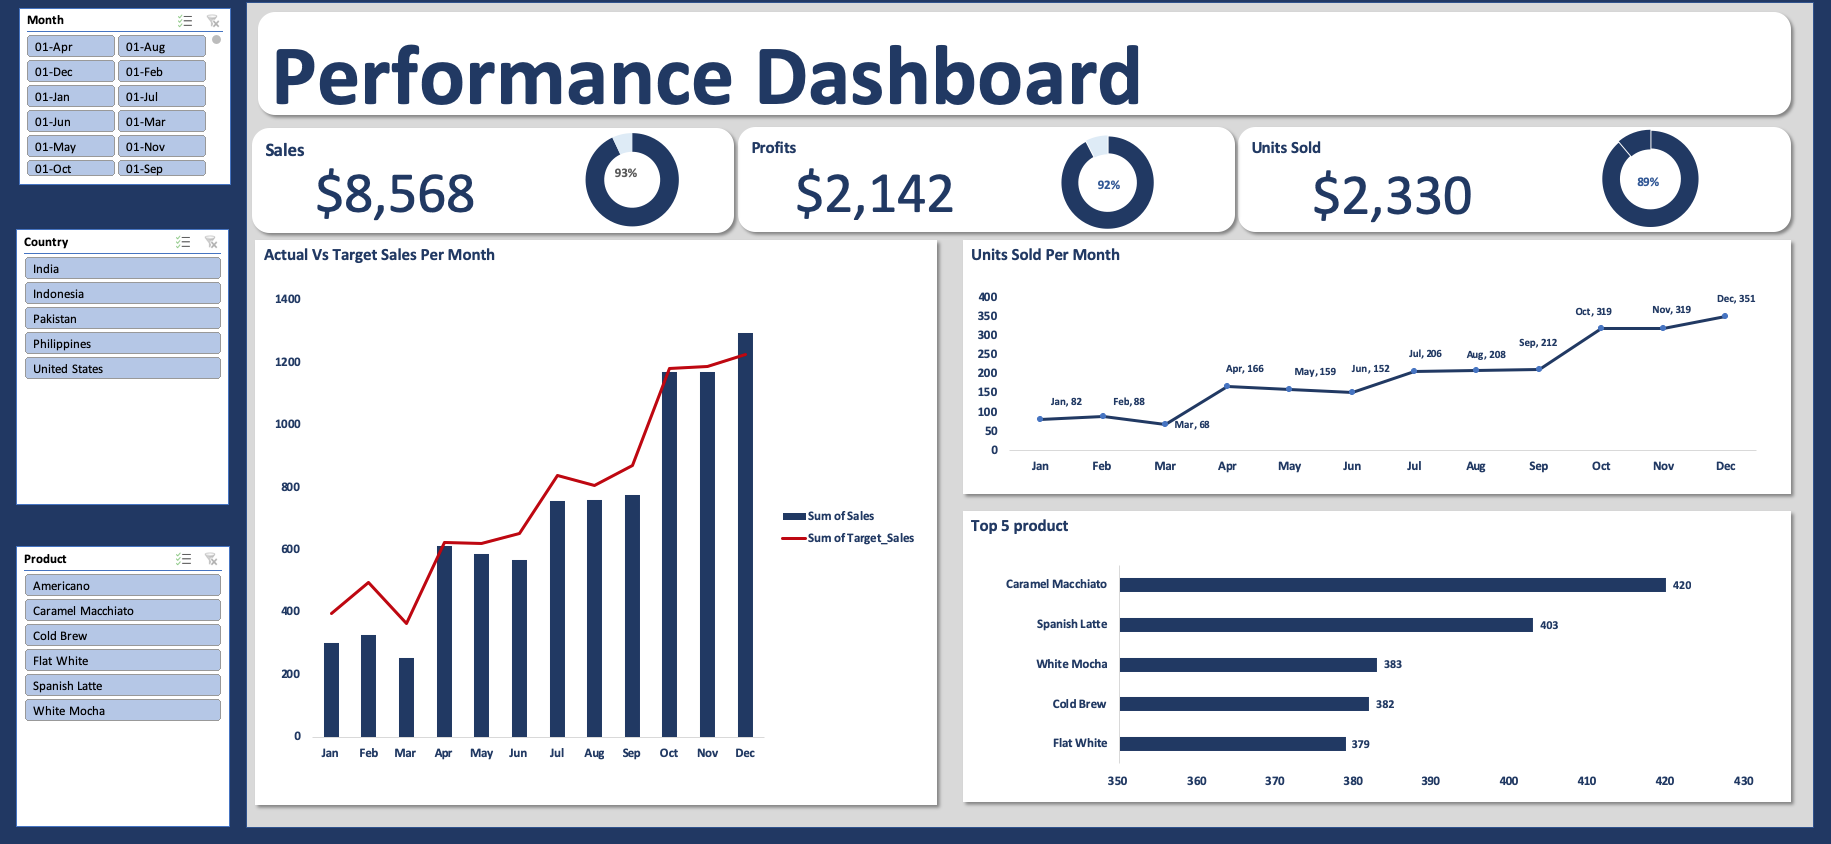 Month
01-Apr 01-Aug
01-Dec 01-Feb
01-Jan 01-Jul
01-Jun 01-Mar
01-May 01-Nov
01-Oct 01-Sep
Country
India
Indonesia
Pakistan
Philippines
United States
Product
Americano
Caramel Macchiato
Cold Brew
Flat White
Spanish Latte
White Mocha
Performance Dashboard
Sales
$8,568
93%
Profits
$2,142
92%
Units Sold
$2,330
89%
Actual Vs Target Sales Per Month
1400
1200
1000
800
600
400
200
0
Jan Feb Mar Apr May Jun Jul Aug Sep Oct Nov Dec
Sum of Sales
Sum of Target_Sales
Units Sold Per Month
400
350
300
250
200
150
100
50
0
Jan, 82
Feb, 88
Mar, 68
Apr, 166
May, 159
Jun, 152
Jul, 206
Aug, 208
Sep, 212
Oct, 319
Nov, 319
Dec, 351
Jan Feb Mar Apr May Jun Jul Aug Sep Oct Nov Dec
Top 5 product
Caramel Macchiato 420
Spanish Latte 403
White Mocha 383
Cold Brew 382
Flat White 379
350 360 370 380 390 400 410 420 430